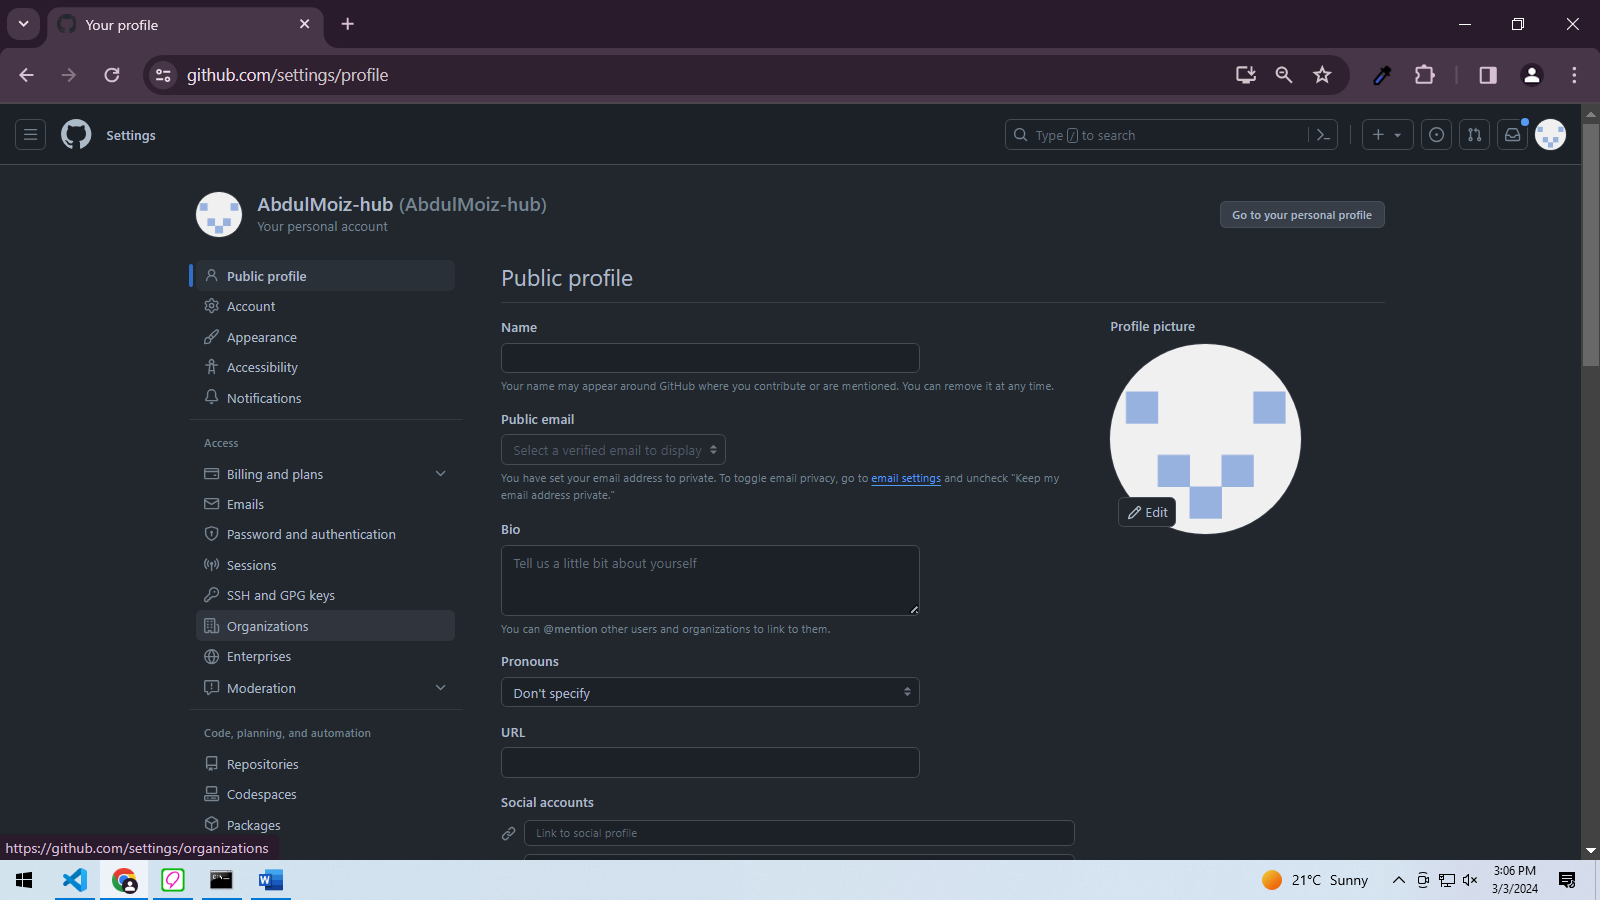 Your profile
github.com/settings/profile
Settings
Type / to search
AbdulMoiz-hub (AbdulMoiz-hub)
Your personal account
Go to your personal profile
Public profile
Account
Appearance
Accessibility
Notifications
Access
Billing and plans
Emails
Password and authentication
Sessions
SSH and GPG keys
Organizations
Enterprises
Moderation
Code, planning, and automation
Repositories
Codespaces
Packages
Public profile
Name
Your name may appear around GitHub where you contribute or are mentioned. You can remove it at any time.
Public email
Select a verified email to display
You have set your email address to private. To toggle email privacy, go to email settings and uncheck "Keep my
email address private."
Bio
Tell us a little bit about yourself
You can @mention other users and organizations to link to them.
Pronouns
Don't specify
URL
Social accounts
Link to social profile
Profile picture
Edit
https://github.com/settings/organizations
21°C Sunny
3:06 PM
3/3/2024